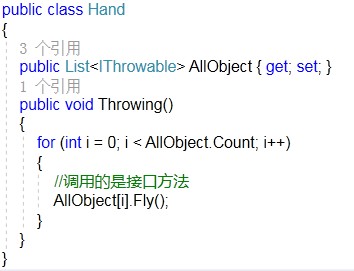 public class Hand
{
3 个引用
public List<IThrowable> AllObject { get; set; }
1 个引用
public void Throwing()
{
for (int i = 0; i < AllObject.Count; i++)
{
//调用的是接口方法
AllObject[i].Fly();
}
}
}